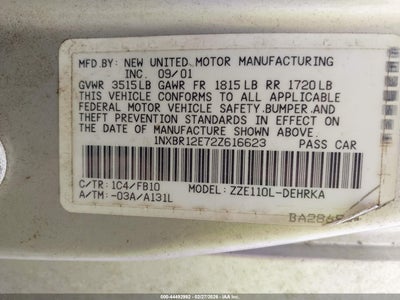 MFD. BY NEW UNITED MOTOR MANUFACTURING
INC. 09/01
GVWR 3515LB GAWR FR 1815LB RR 1720LB
THIS VEHICLE CONFORMS TO ALL APPLICABLE
FEDERAL MOTOR VEHICLE SAFETY,BUMPER,AND
THEFT PREVENTION STANDARDS IN EFFECT ON
THE DATE OF MANUFACTURE SHOWN ABOVE.
1NXBR12E72Z616623 PASS CAR
C/TR: 1C4/FB10 MODEL: ZZE110L-DEHRKA
A/TM: -03A/A131L